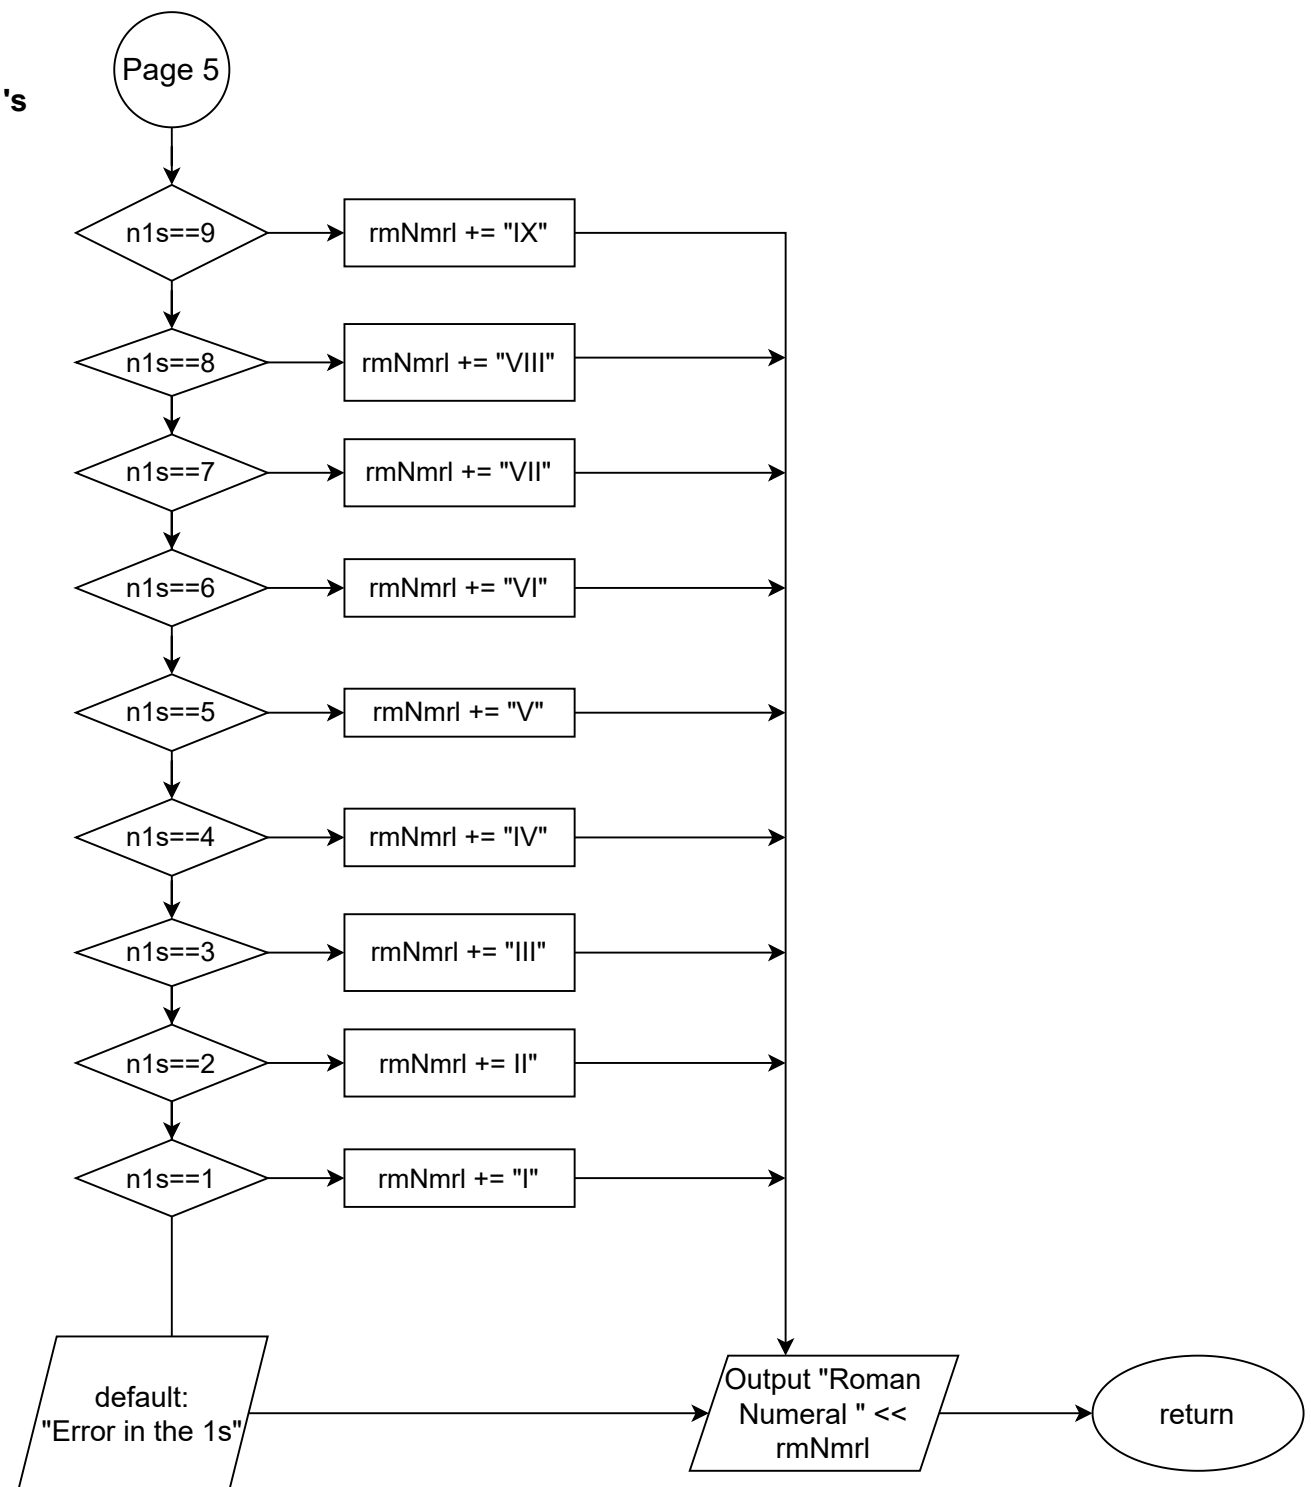 Page 5
's
n1s==9
rmNmrl += "IX"
n1s==8
rmNmrl += "VIII"
n1s==7
rmNmrl += "VII"
n1s==6
rmNmrl += "VI"
n1s==5
rmNmrl += "V"
n1s==4
rmNmrl += "IV"
n1s==3
rmNmrl += "III"
n1s==2
rmNmrl += II"
n1s==1
rmNmrl += "I"
default:
"Error in the 1s"
Output "Roman
Numeral " <<
rmNmrl
return